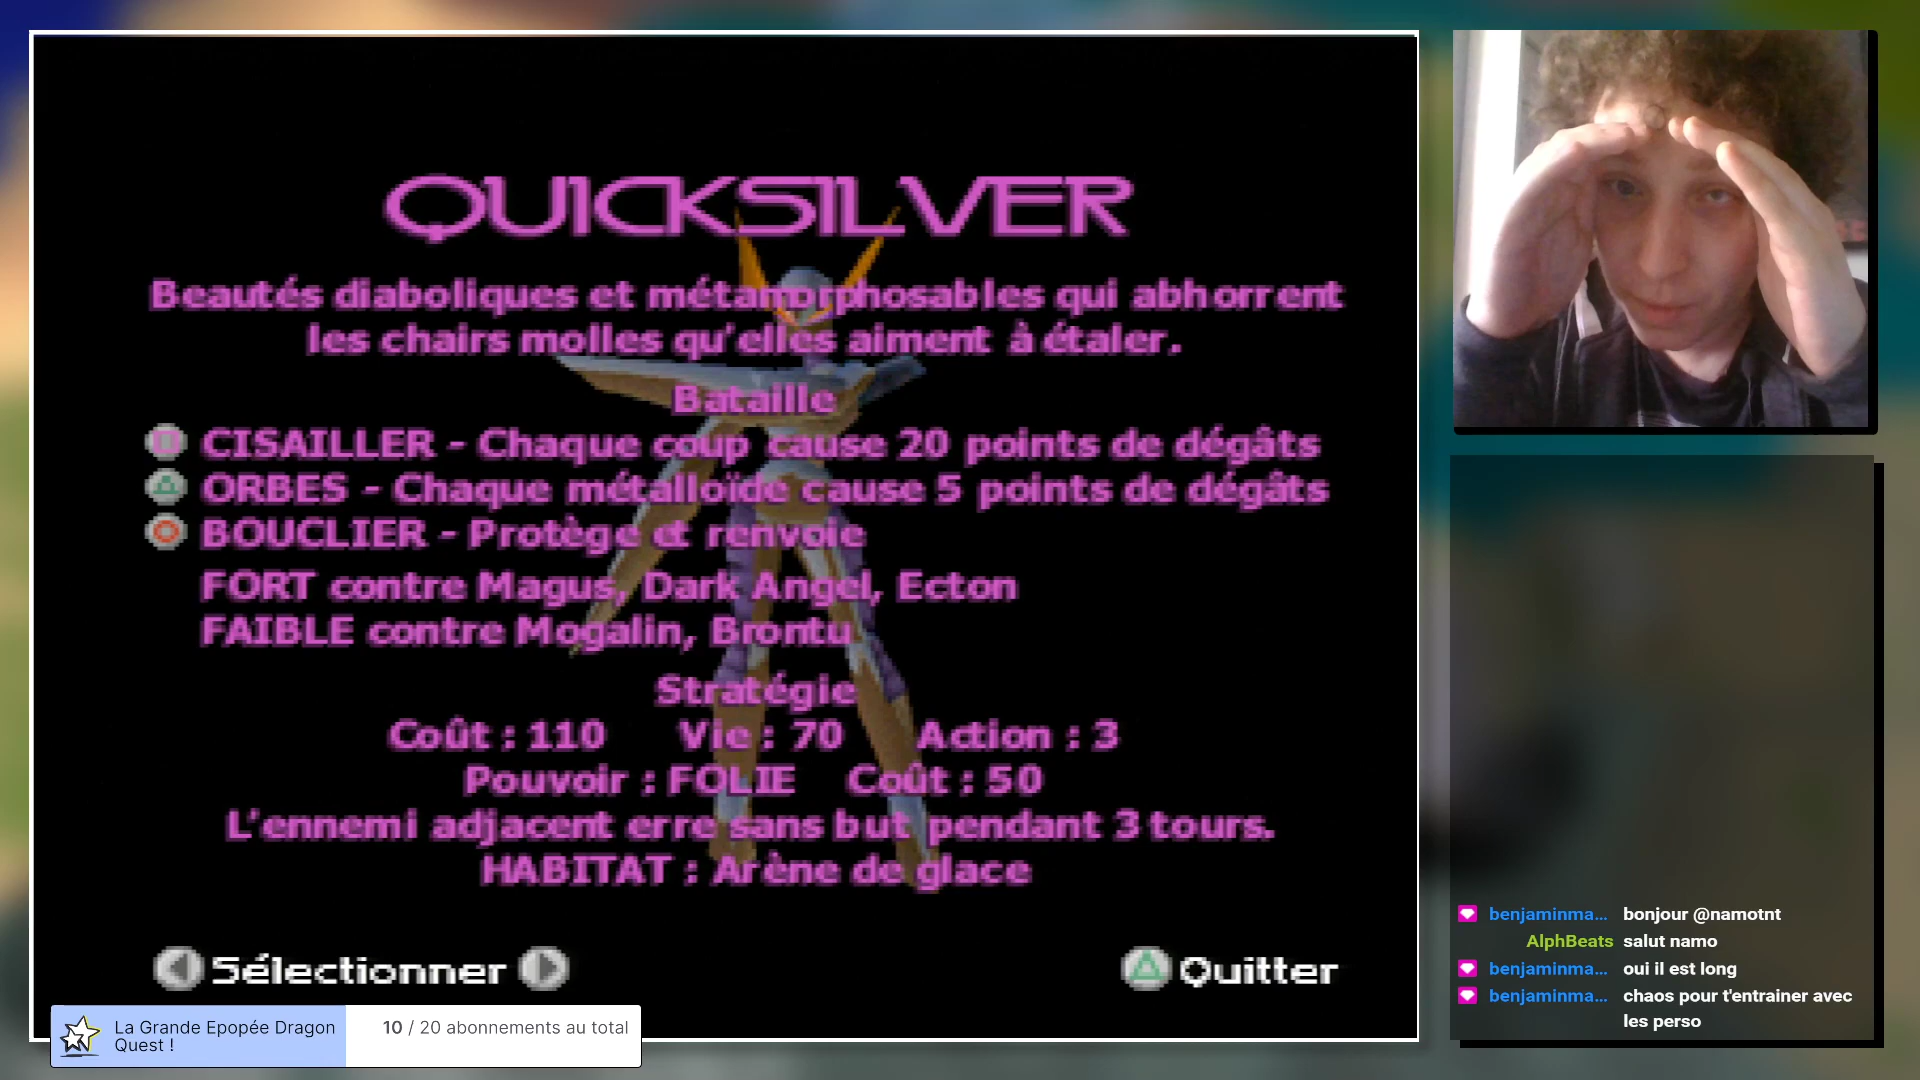 QUICKSILVER
Beautés diaboliques et métamorphosables qui abhorrent
les chairs molles qu'elles aiment à étaler.
Bataille
CISAILLER - Chaque coup cause 20 points de dégâts
ORBES - Chaque métalloïde cause 5 points de dégâts
BOUCLIER - Protège et renvoie
FORT contre Magus, Dark Angel, Ecton
FAIBLE contre Mogalin, Brontu
Stratégie
Coût : 110 Vie : 70 Action : 3
Pouvoir : FOLIE Coût : 50
L'ennemi adjacent erre sans but pendant 3 tours.
HABITAT : Arène de glace
Sélectionner Quitter
La Grande Epopée Dragon
Quest !
10 / 20 abonnements au total
benjaminma... bonjour @namotnt
AlphBeats salut namo
benjaminma... oui il est long
benjaminma... chaos pour t'entrainer avec
les perso